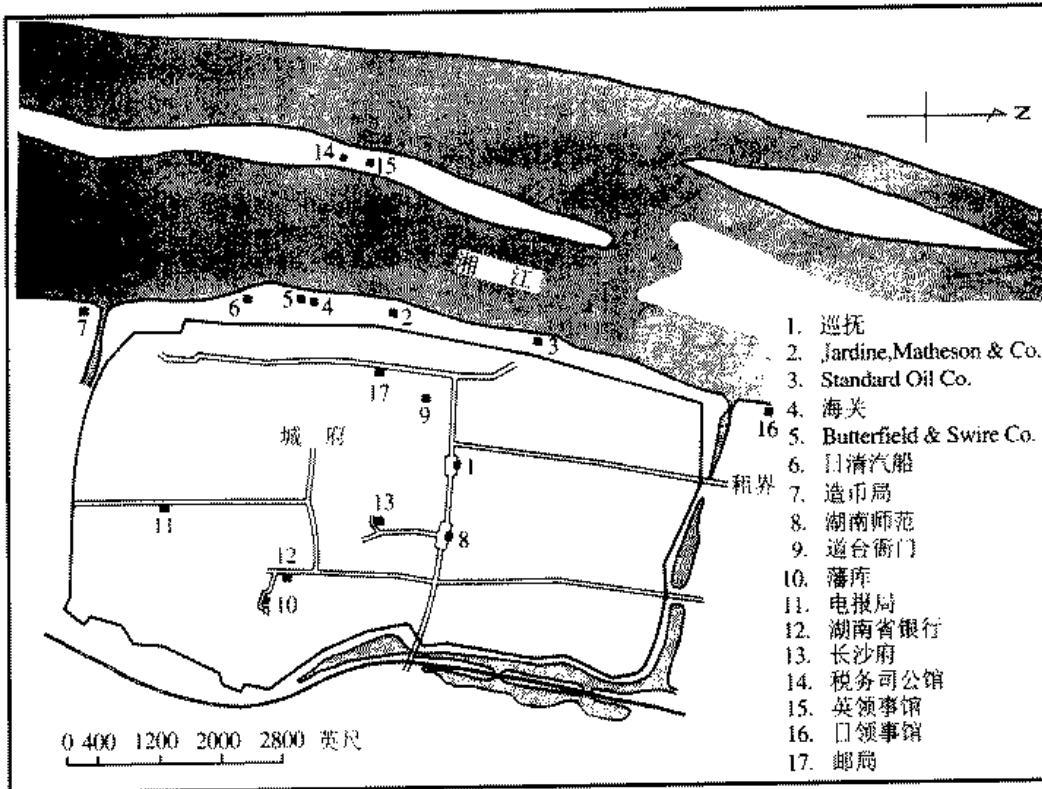 N
14
15
湘 江
6
5
4
2
3
7
16
17
9
城 府
1
租界
13
8
11
12
10
1. 巡抚
2. Jardine,Matheson & Co.
3. Standard Oil Co.
4. 海关
5. Butterfield & Swire Co.
6. 日清汽船
7. 造币局
8. 湖南师范
9. 道台衙门
10. 藩库
11. 电报局
12. 湖南省银行
13. 长沙府
14. 税务司公馆
15. 英领事馆
16. 日领事馆
17. 邮局
0 400 1200 2000 2800 英尺